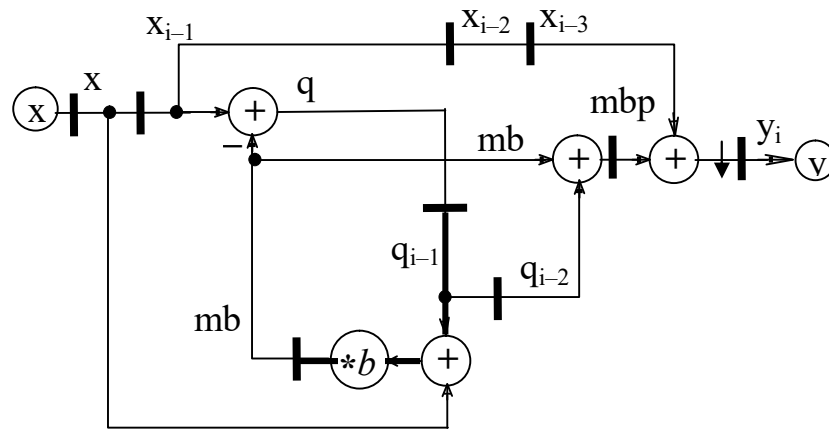 x_{i–1} x_{i–2} x_{i–3}
x x q mbp
+ – mb + + y_i y
q_{i–1} q_{i–2}
mb *b +